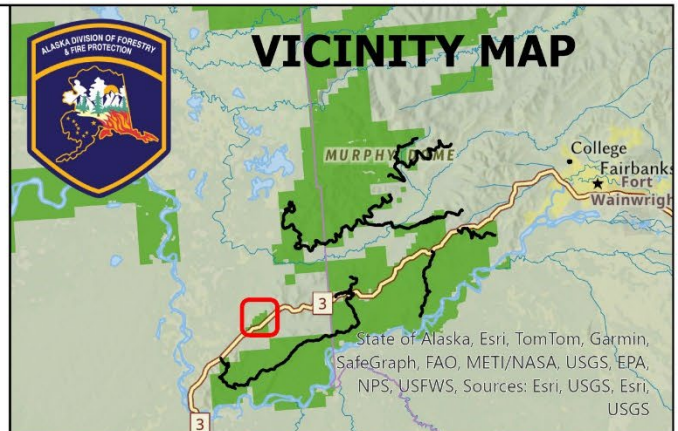 ALASKA DIVISION OF FORESTRY
& FIRE PROTECTION
VICINITY MAP
MURPHY DOME
College
Fairbanks
Fort
Wainwrigh
3
State of Alaska, Esri, TomTom, Garmin,
SafeGraph, FAO, METI/NASA, USGS, EPA,
NPS, USFWS, Sources: Esri, USGS, Esri,
USGS
3